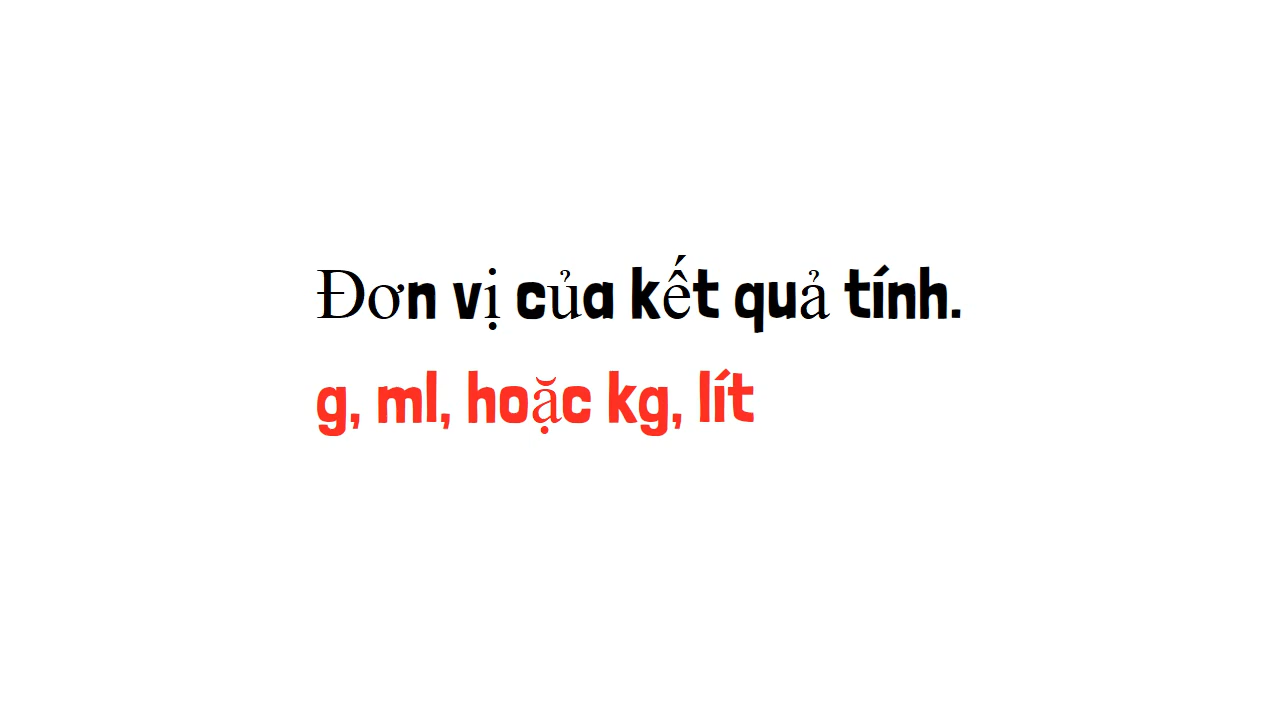 Đơn vị của kết quả tính.
g, ml, hoặc kg, lít